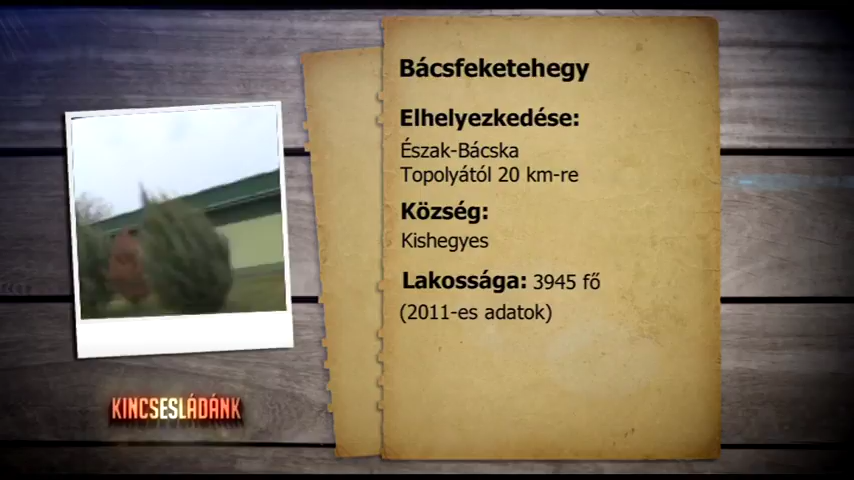 Bácsfeketehegy
Elhelyezkedése:
Észak-Bácska
Topolyától 20 km-re
Község:
Kishegyes
Lakossága: 3945 fő
(2011-es adatok)
KINCSESLÁDÁNK